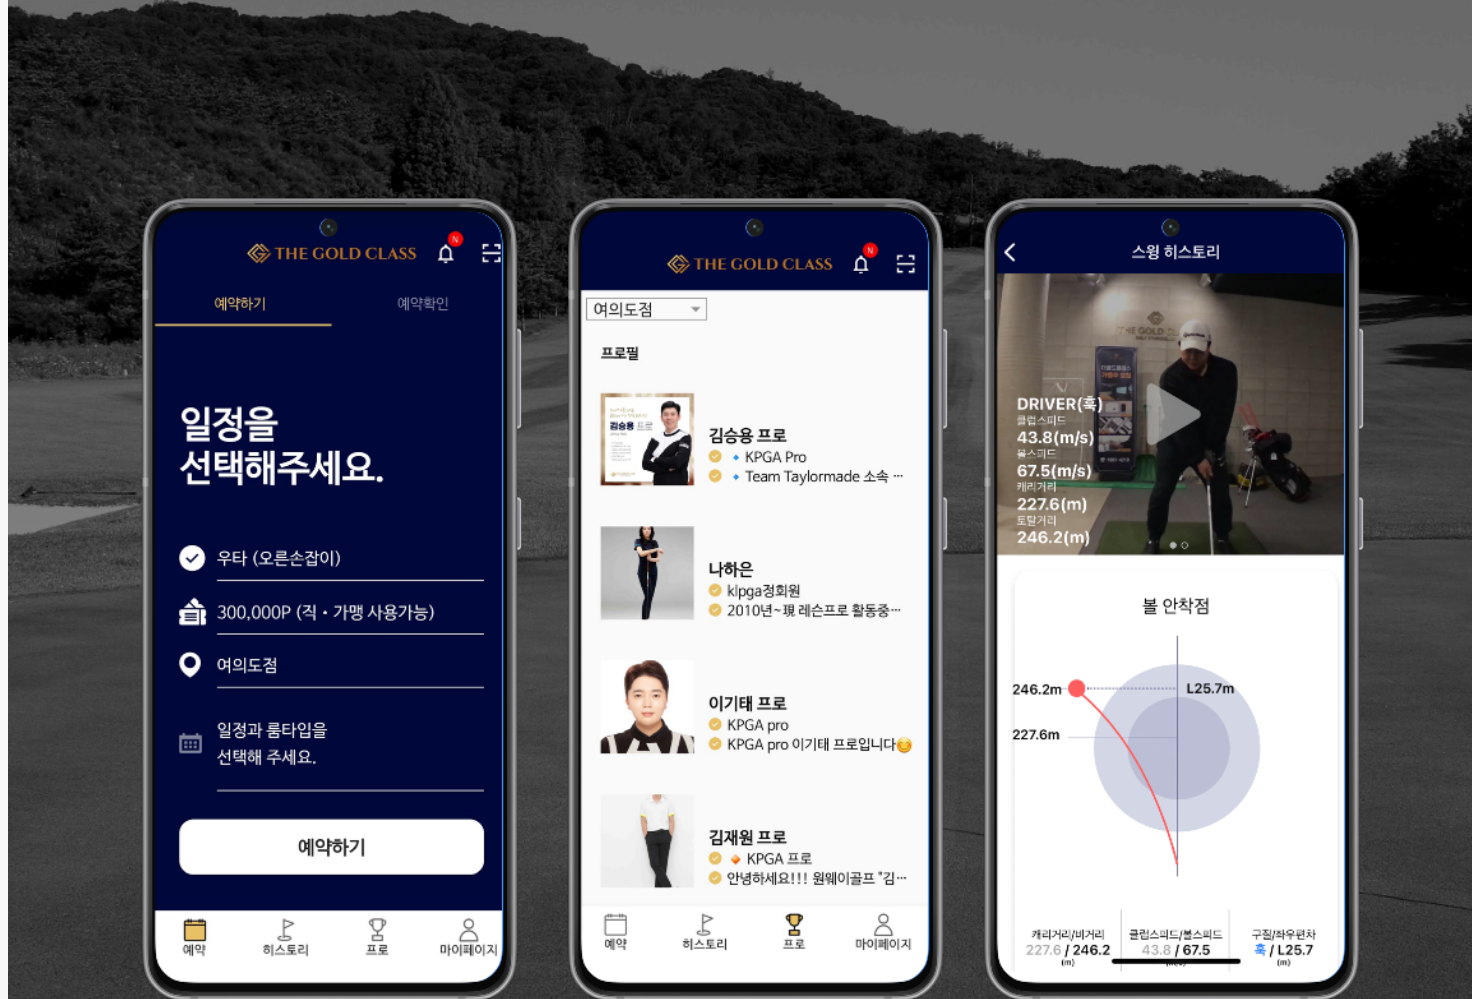 THE GOLD CLASS
N
예약하기
예약확인
일정을
선택해주세요.
우타 (오른손잡이)
300,000P (직・가맹 사용가능)
여의도점
일정과 룸타입을
선택해 주세요.
예약하기
예약
히스토리
프로
마이페이지
THE GOLD CLASS
N
여의도점
프로필
김승용 프로
김승용 프로
KPGA Pro
Team Taylormade 소속 ···
나하은
klpga정회원
2010년~現 레슨프로 활동중···
이기태 프로
KPGA pro
KPGA pro 이기태 프로입니다😊
김재원 프로
KPGA 프로
안녕하세요!!! 원웨이골프 "김···
예약
히스토리
프로
마이페이지
스윙 히스토리
THE GOLD
DRIVER(훅)
클럽스피드
43.8(m/s)
볼스피드
67.5(m/s)
캐리거리
227.6(m)
토탈거리
246.2(m)
볼 안착점
246.2m
L25.7m
227.6m
캐리거리/비거리
227.6 / 246.2
(m)
클럽스피드/볼스피드
43.8 / 67.5
구질/좌우편차
훅 / L25.7
(m)